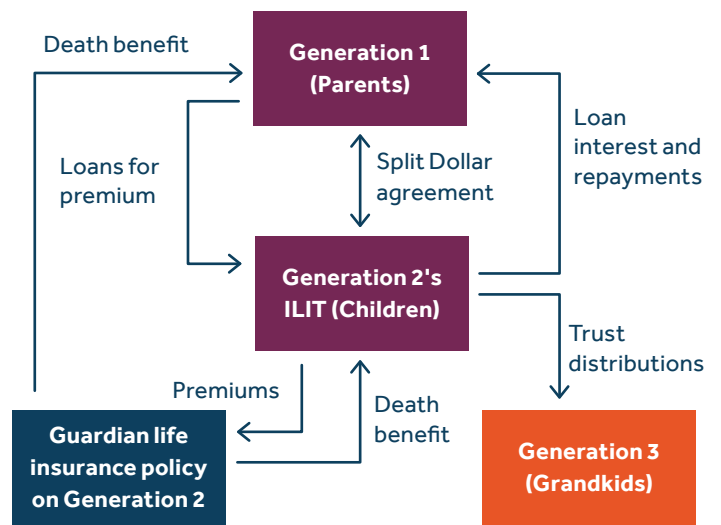 Death benefit
Generation 1
(Parents)
Loans for
premium
Split Dollar
agreement
Loan
interest and
repayments
Generation 2's
ILIT (Children)
Trust
distributions
Premiums
Death
benefit
Guardian life
insurance policy
on Generation 2
Generation 3
(Grandkids)